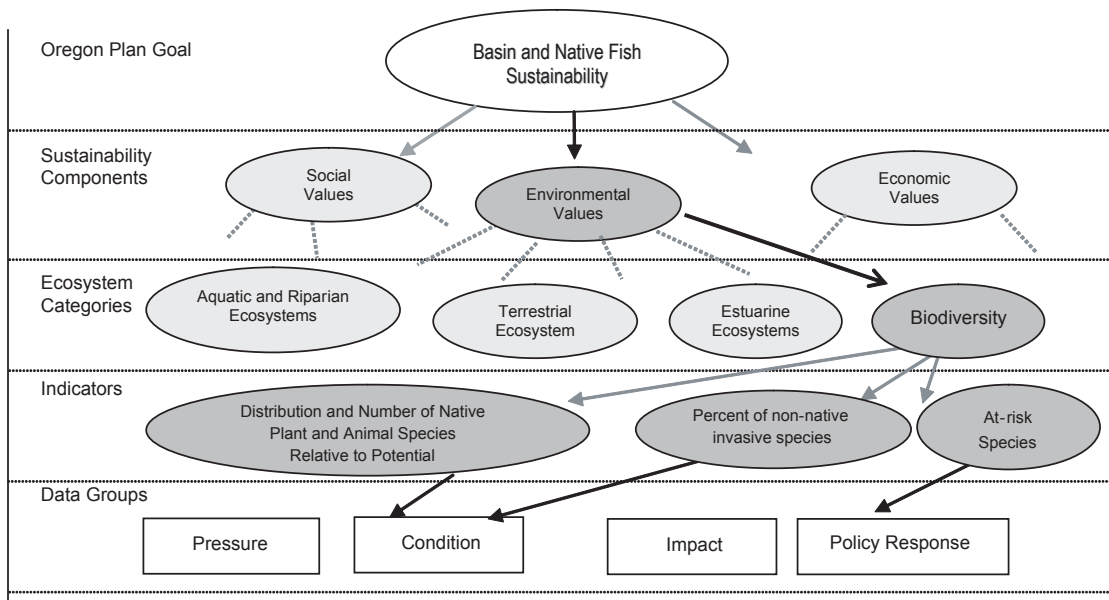 Oregon Plan Goal
Basin and Native Fish
Sustainability
Sustainability
Components
Social
Values
Environmental
Values
Economic
Values
Ecosystem
Categories
Aquatic and Riparian
Ecosystems
Terrestrial
Ecosystem
Estuarine
Ecosystems
Biodiversity
Indicators
Distribution and Number of Native
Plant and Animal Species
Relative to Potential
Percent of non-native
invasive species
At-risk
Species
Data Groups
Pressure
Condition
Impact
Policy Response